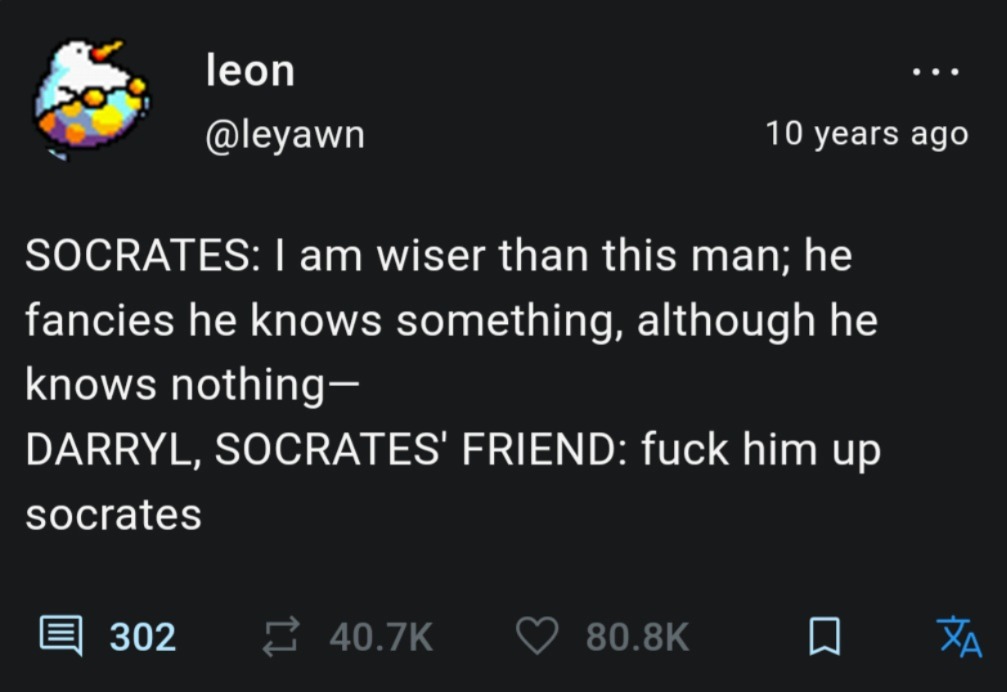 leon
...
@leyawn
10 years ago
SOCRATES: I am wiser than this man; he
fancies he knows something, although he
knows nothing—
DARRYL, SOCRATES' FRIEND: fuck him up
socrates
302 40.7K 80.8K